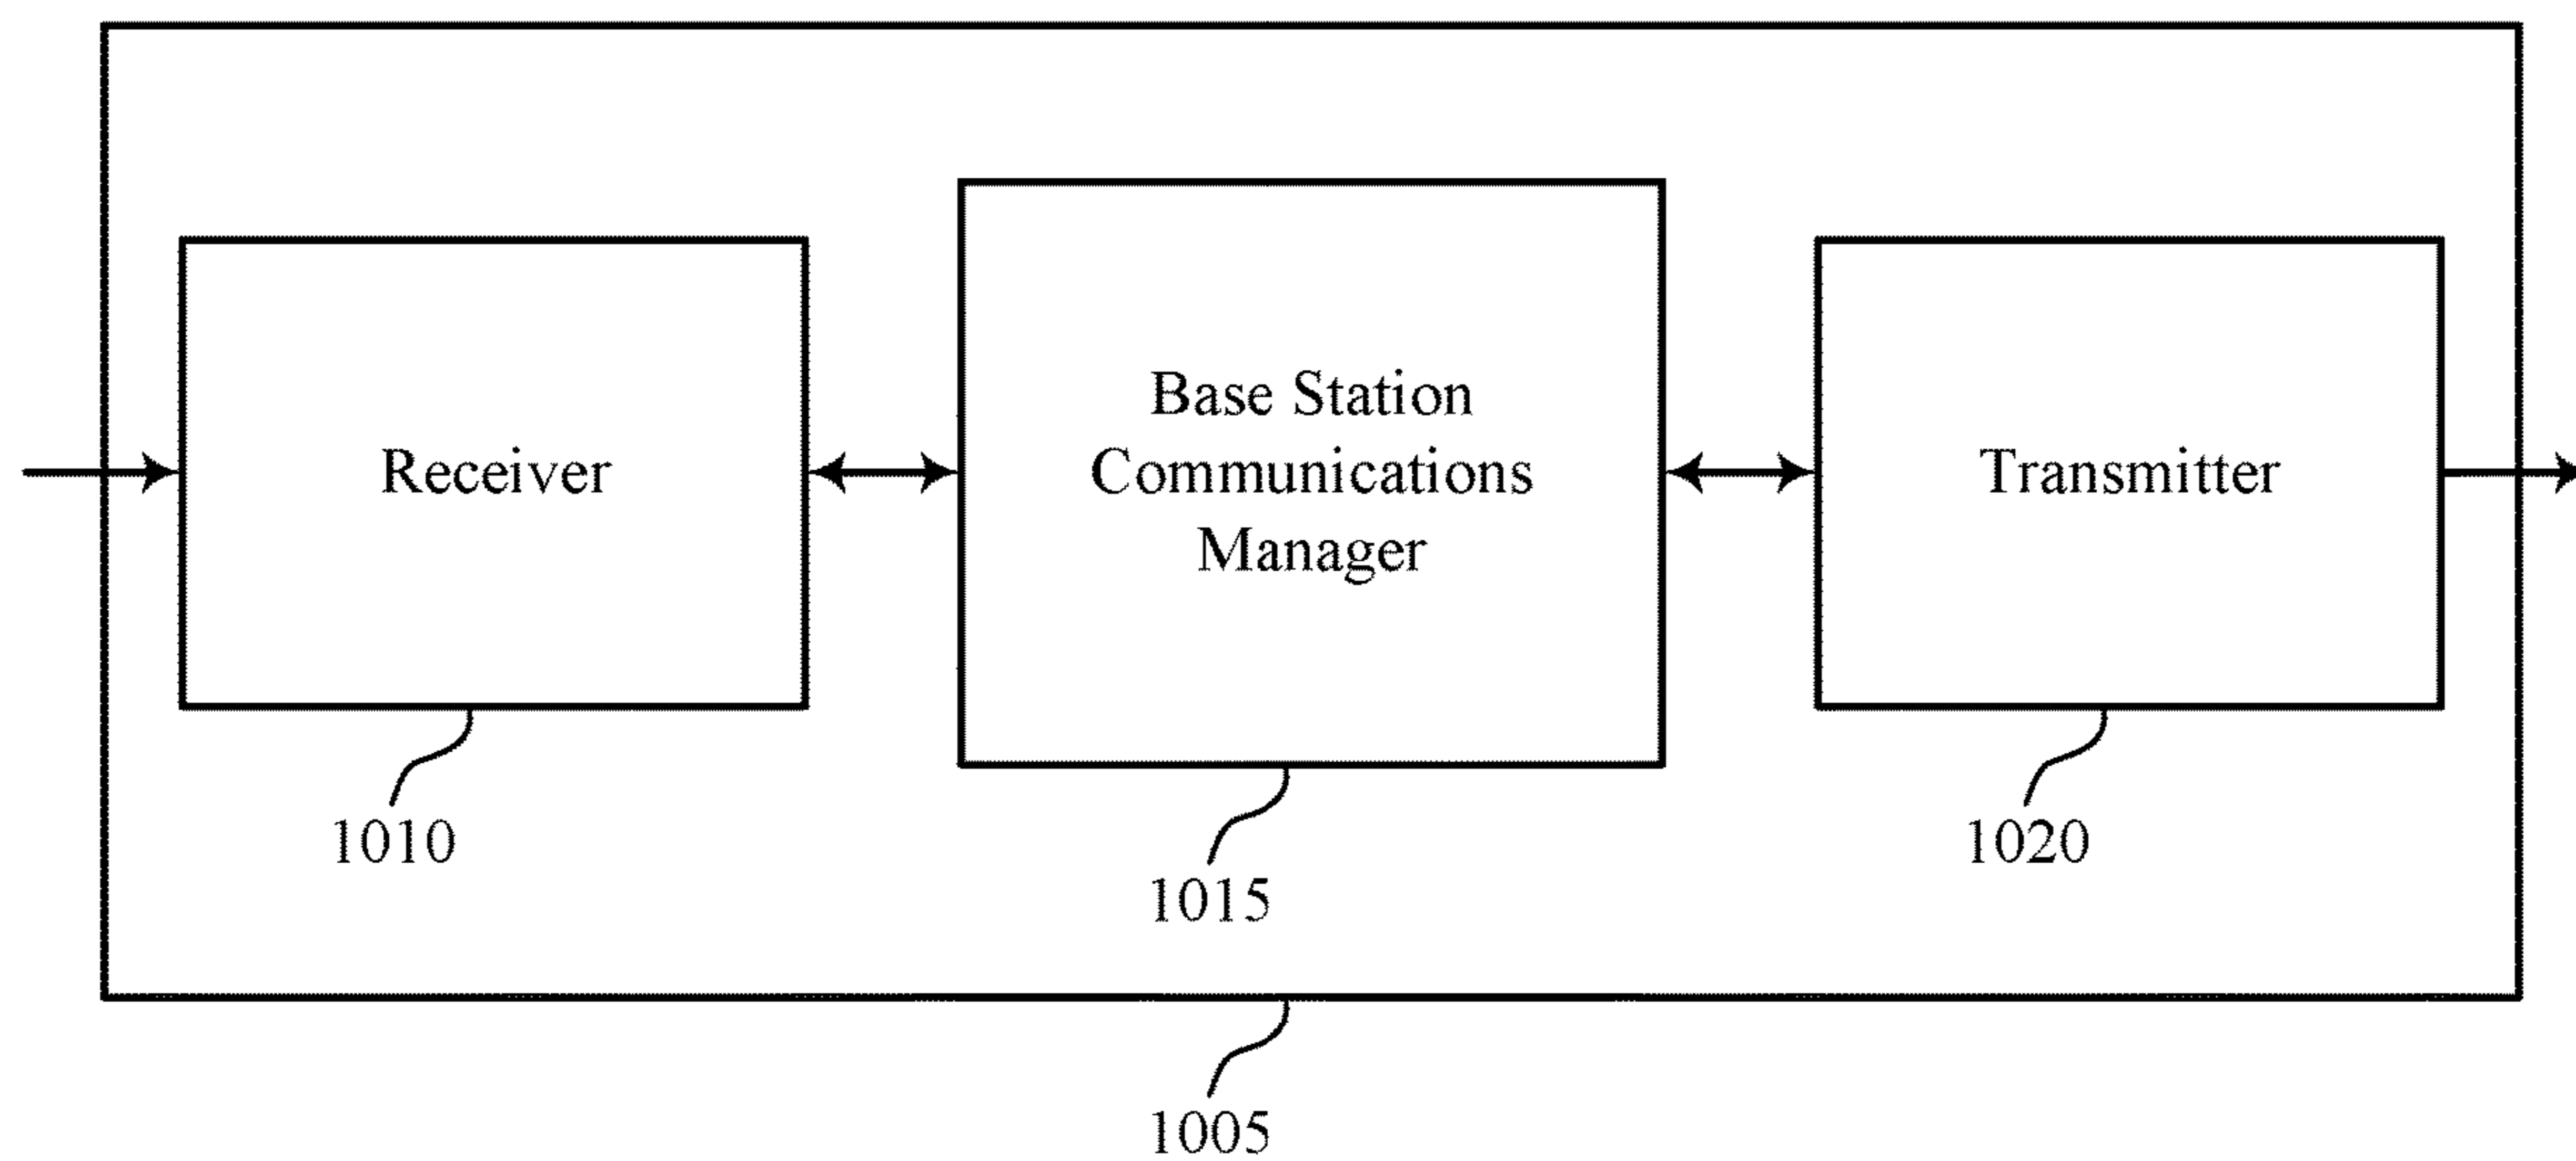 Receiver
Base Station
Communications
Manager
Transmitter
1010
1015
1020
1005